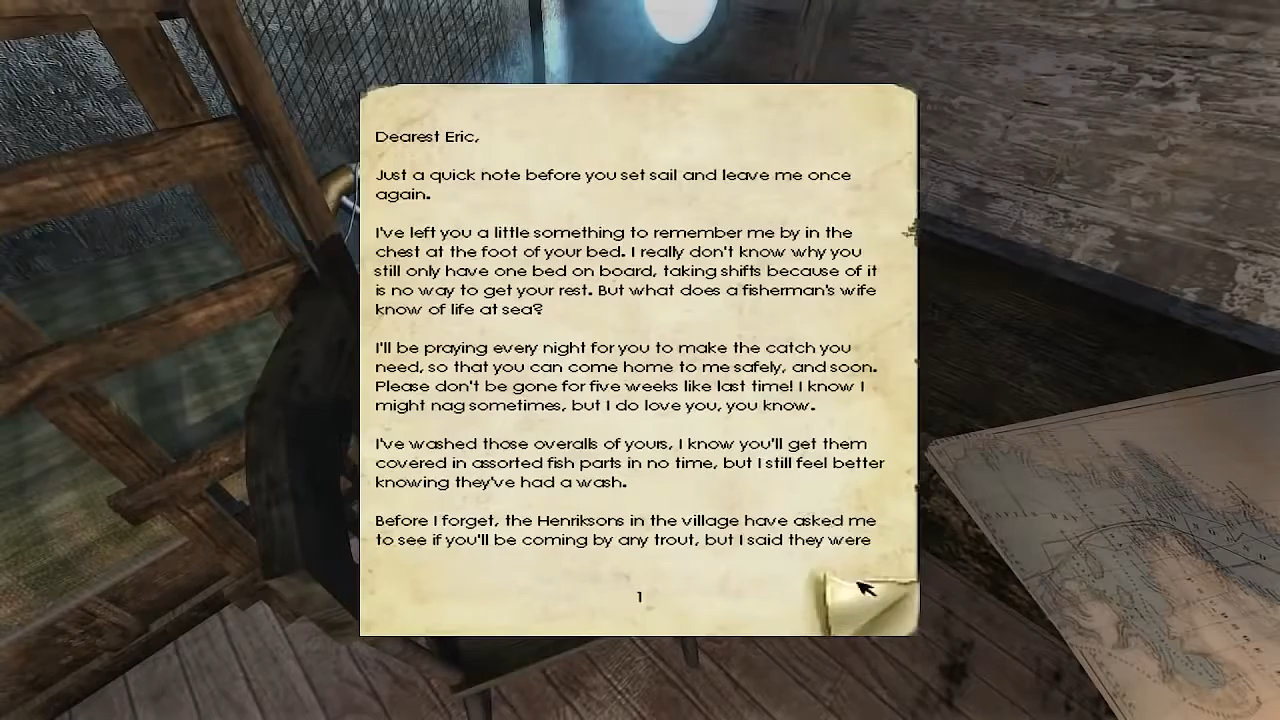 Dearest Eric,
Just a quick note before you set sail and leave me once
again.
I've left you a little something to remember me by in the
chest at the foot of your bed. I really don't know why you
still only have one bed on board, taking shifts because of it
is no way to get your rest. But what does a fisherman's wife
know of life at sea?
I'll be praying every night for you to make the catch you
need, so that you can come home to me safely, and soon.
Please don't be gone for five weeks like last time! I know I
might nag sometimes, but I do love you, you know.
I've washed those overalls of yours, I know you'll get them
covered in assorted fish parts in no time, but I still feel better
knowing they've had a wash.
Before I forget, the Henriksons in the village have asked me
to see if you'll be coming by any trout, but I said they were
1